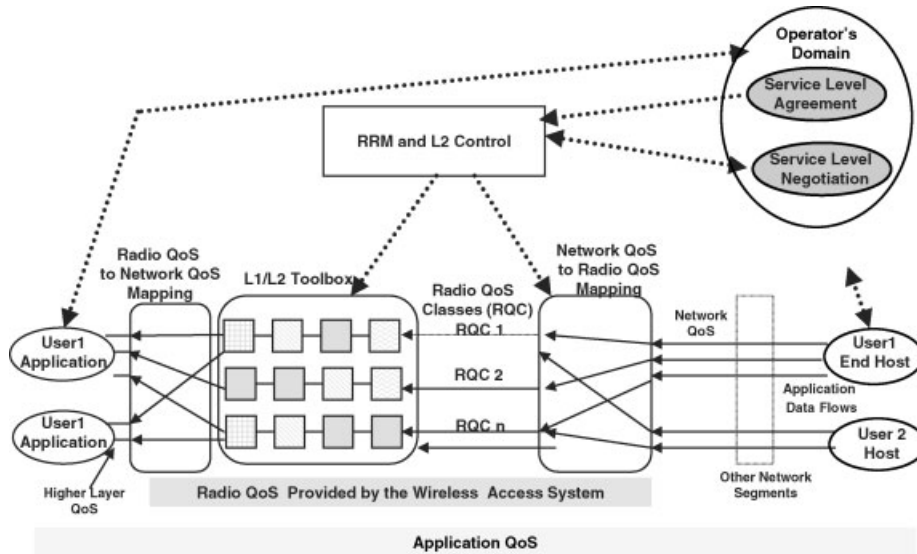 Operator's
Domain
Service Level
Agreement
RRM and L2 Control
Service Level
Negotiation
Radio QoS
to Network QoS
Mapping
L1/L2 Toolbox
Radio QoS
Classes (RQC)
Network QoS
to Radio QoS
Mapping
RQC 1
Network
QoS
User1
Application
User1
End Host
RQC 2
Application
Data Flows
User1
Application
RQC n
User 2
Host
Higher Layer
QoS
Radio QoS Provided by the Wireless Access System
Other Network
Segments
Application QoS